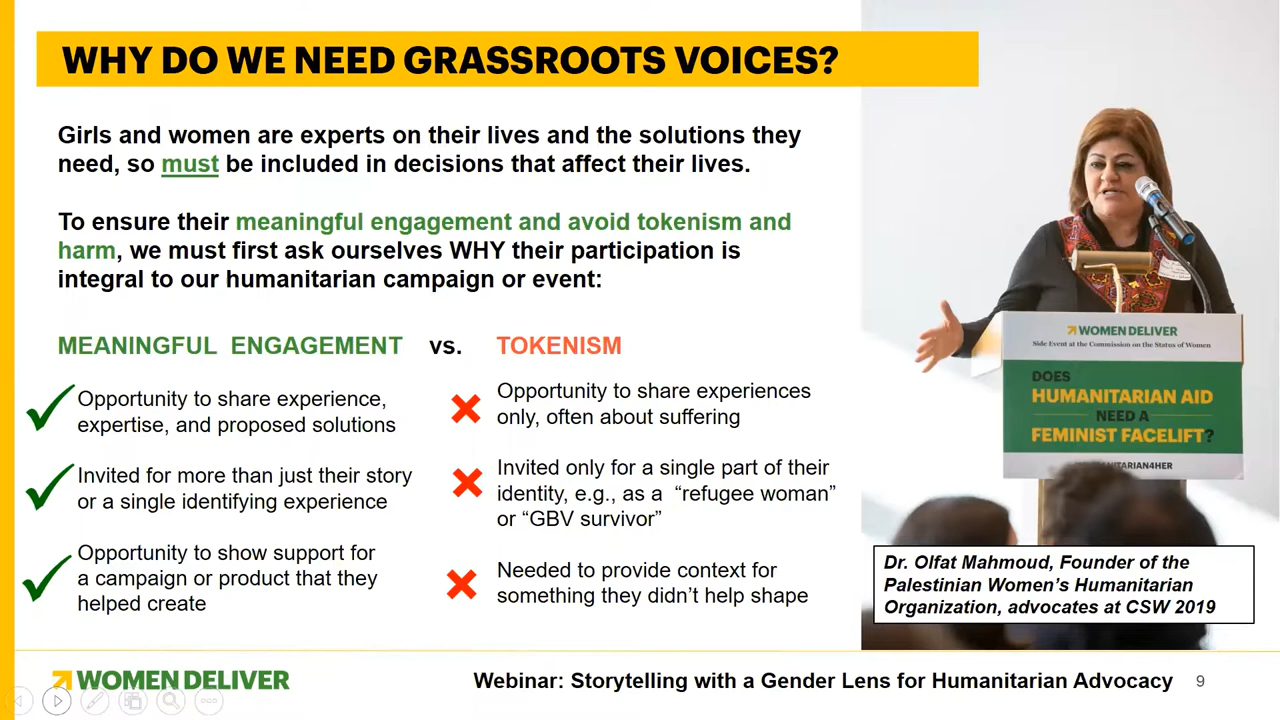 WHY DO WE NEED GRASSROOTS VOICES?
Girls and women are experts on their lives and the solutions they
need, so must be included in decisions that affect their lives.
To ensure their meaningful engagement and avoid tokenism and
harm, we must first ask ourselves WHY their participation is
integral to our humanitarian campaign or event:
MEANINGFUL ENGAGEMENT vs. TOKENISM
Opportunity to share experience,
expertise, and proposed solutions
Invited for more than just their story
or a single identifying experience
Opportunity to show support for
a campaign or product that they
helped create
Opportunity to share experiences
only, often about suffering
Invited only for a single part of their
identity, e.g., as a “refugee woman”
or “GBV survivor”
Needed to provide context for
something they didn’t help shape
WOMEN DELIVER
Side Event at the Commission on the Status of Women
DOES
HUMANITARIAN AID
NEED A
FEMINIST FACELIFT?
Dr. Olfat Mahmoud, Founder of the
Palestinian Women’s Humanitarian
Organization, advocates at CSW 2019
WOMEN DELIVER
Webinar: Storytelling with a Gender Lens for Humanitarian Advocacy 9